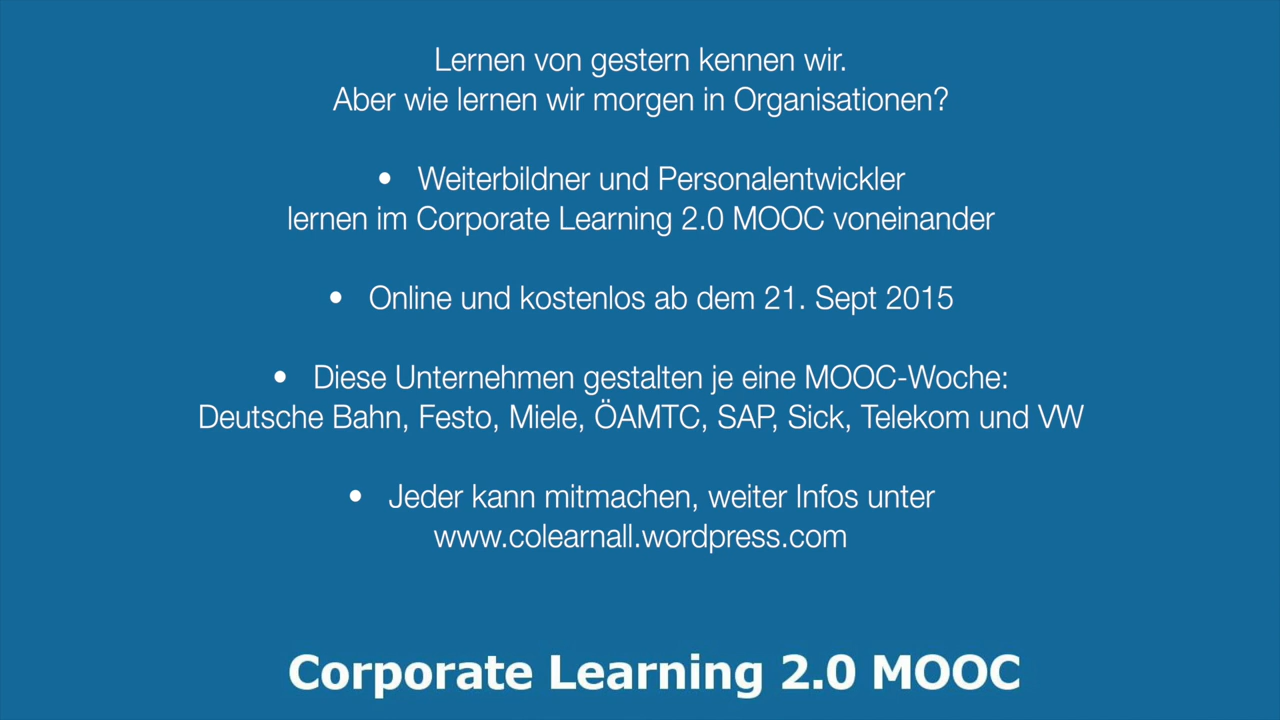 Lernen von gestern kennen wir.
Aber wie lernen wir morgen in Organisationen?
• Weiterbildner und Personalentwickler
lernen im Corporate Learning 2.0 MOOC voneinander
• Online und kostenlos ab dem 21. Sept 2015
• Diese Unternehmen gestalten je eine MOOC-Woche:
Deutsche Bahn, Festo, Miele, ÖAMTC, SAP, Sick, Telekom und VW
• Jeder kann mitmachen, weiter Infos unter
www.colearnall.wordpress.com
Corporate Learning 2.0 MOOC